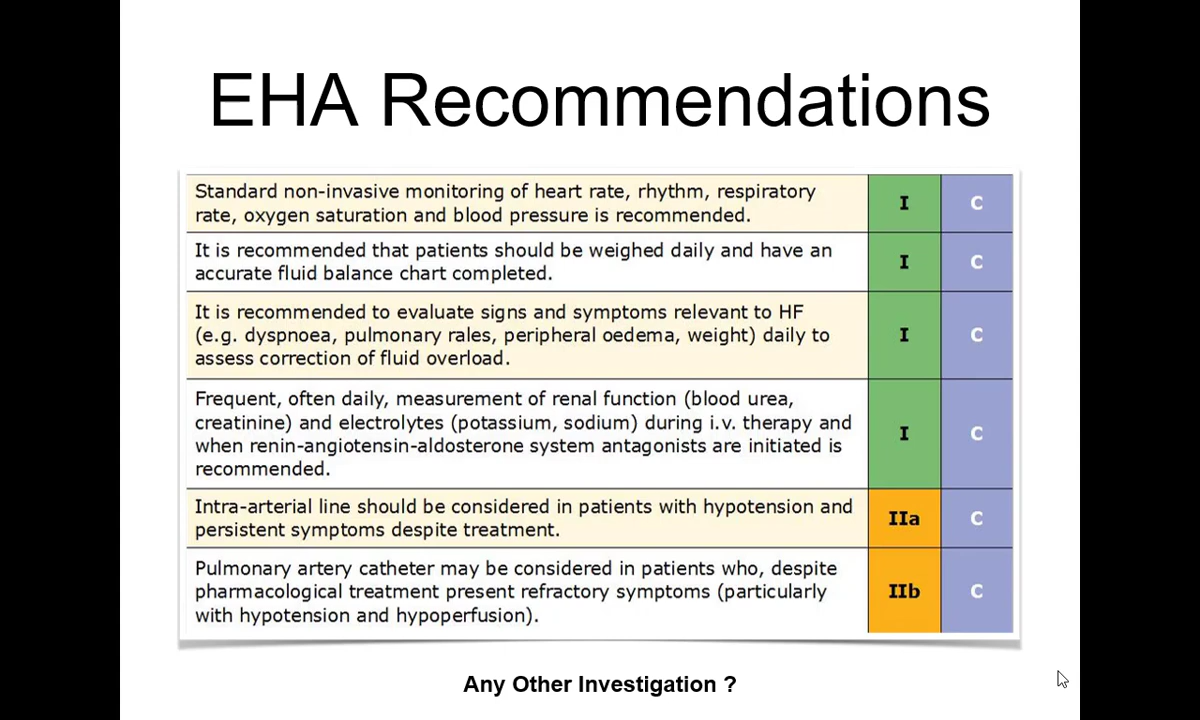 EHA Recommendations
Standard non-invasive monitoring of heart rate, rhythm, respiratory
rate, oxygen saturation and blood pressure is recommended.
I
C
It is recommended that patients should be weighed daily and have an
accurate fluid balance chart completed.
I
C
It is recommended to evaluate signs and symptoms relevant to HF
(e.g. dyspnoea, pulmonary rales, peripheral oedema, weight) daily to
assess correction of fluid overload.
I
C
Frequent, often daily, measurement of renal function (blood urea,
creatinine) and electrolytes (potassium, sodium) during i.v. therapy and
when renin-angiotensin-aldosterone system antagonists are initiated is
recommended.
I
C
Intra-arterial line should be considered in patients with hypotension and
persistent symptoms despite treatment.
IIa
C
Pulmonary artery catheter may be considered in patients who, despite
pharmacological treatment present refractory symptoms (particularly
with hypotension and hypoperfusion).
IIb
C
Any Other Investigation ?